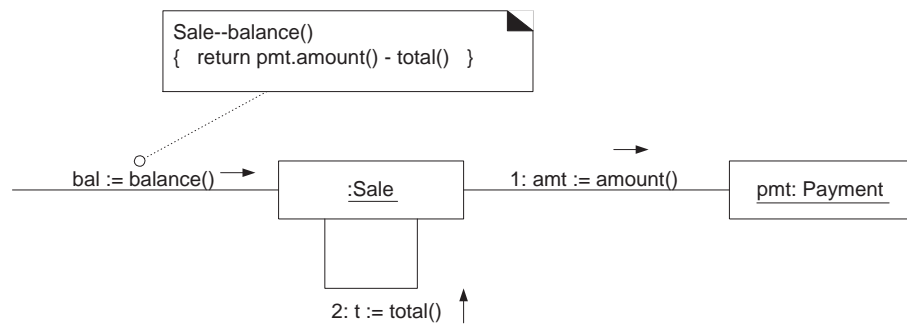 Sale--balance()
{   return pmt.amount() - total()   }
bal := balance()
:Sale
1: amt := amount()
pmt: Payment
2: t := total()